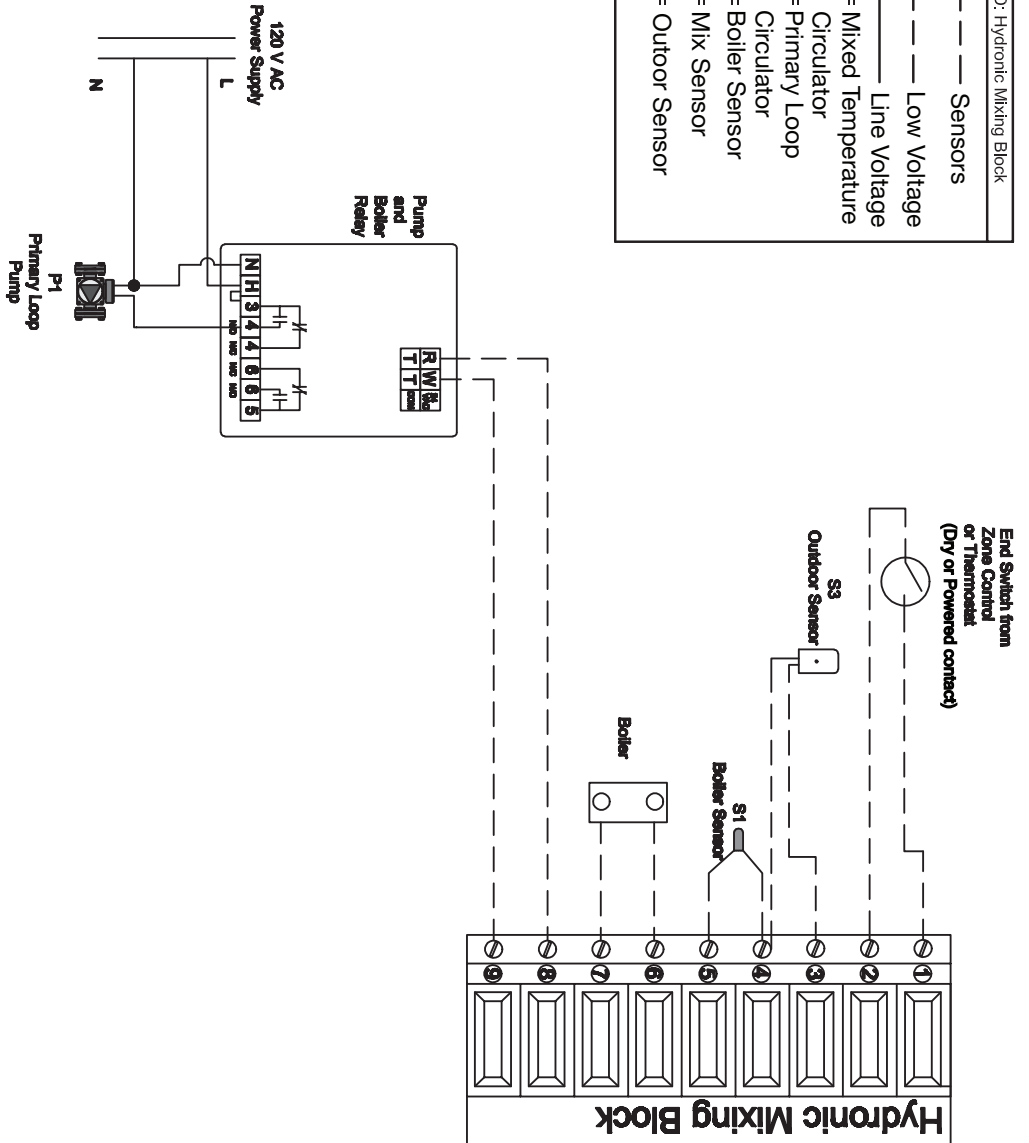 D: Hydronic Mixing Block
Sensors
Low Voltage
Line Voltage
= Mixed Temperature
Circulator
= Primary Loop
Circulator
= Boiler Sensor
= Mix Sensor
= Outoor Sensor
End Switch from
Zone Control
or Thermostat
(Dry or Powered contact)
S3
Outdoor Sensor
S1
Boiler Sensor
Boiler
Pump
and
Boiler
Relay
R W 24 VAC
T T COM
N H 3 4 4 6 6 5
N/O N/C N/C N/O
120 V AC
Power Supply
L
N
P1
Primary Loop
Pump
1
2
3
4
5
6
7
8
9
Hydronic Mixing Block